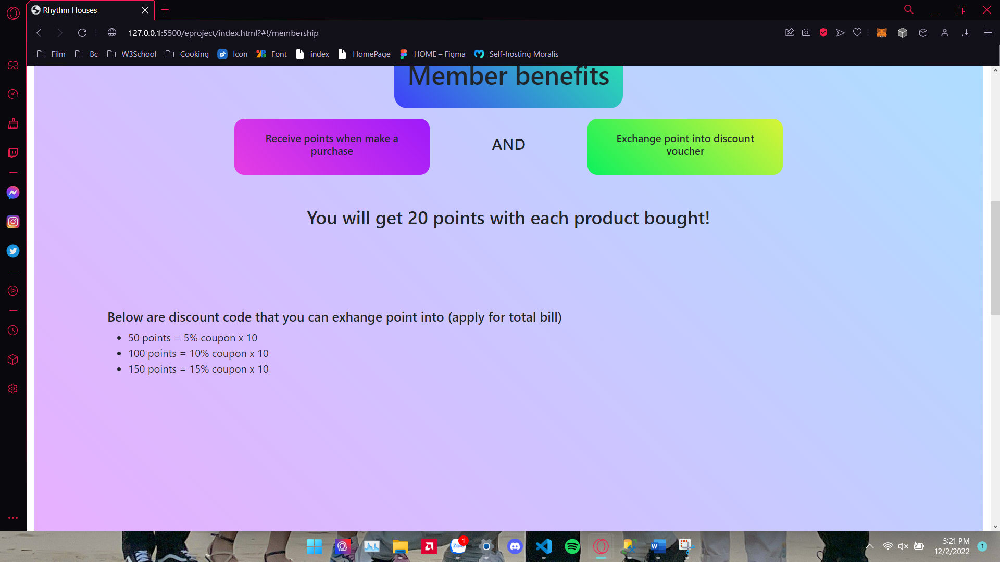 Rhythm Houses
127.0.0.1:5500/eproject/index.html?#!/membership
Film Bc W3School Cooking Icon Font index HomePage HOME – Figma Self-hosting Moralis
Member benefits
Receive points when make a
purchase
AND
Exchange point into discount
voucher
You will get 20 points with each product bought!
Below are discount code that you can exhange point into (apply for total bill)
50 points = 5% coupon x 10
100 points = 10% coupon x 10
150 points = 15% coupon x 10
Zalo
1
W
5:21 PM
12/2/2022
1